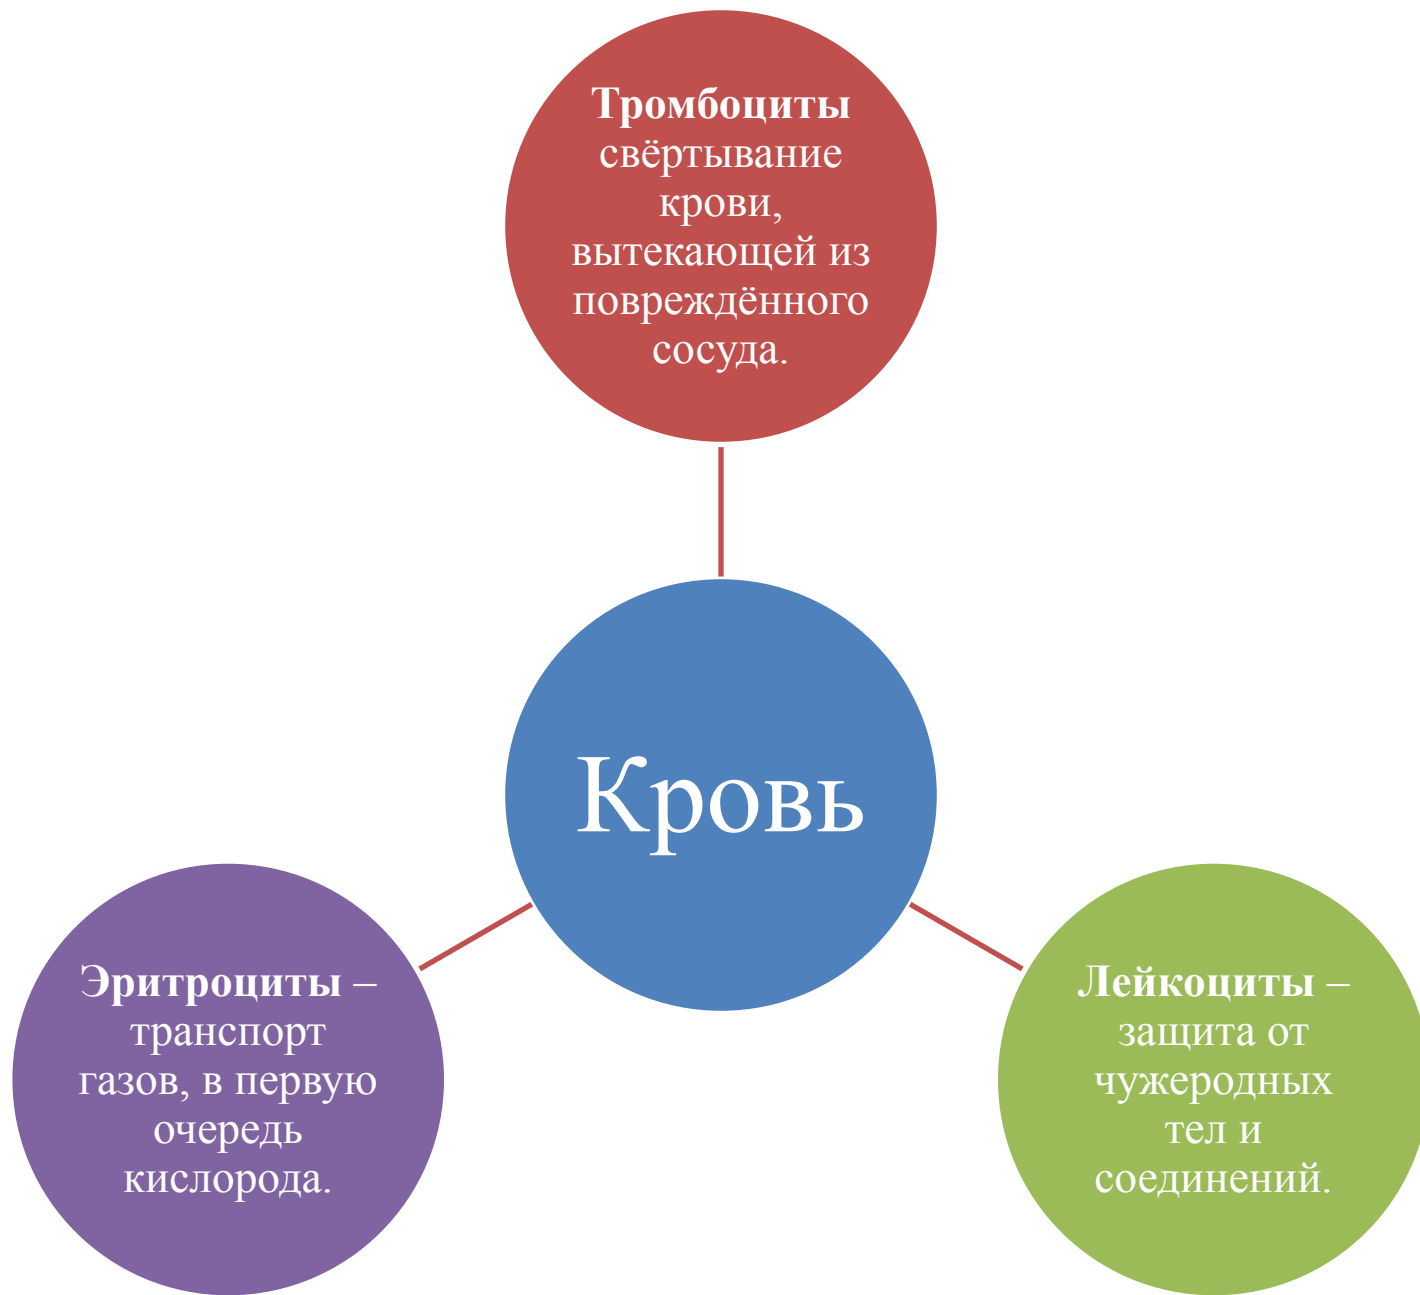 Тромбоциты
свёртывание
крови,
вытекающей из
повреждённого
сосуда.
Кровь
Эритроциты –
транспорт
газов, в первую
очередь
кислорода.
Лейкоциты –
защита от
чужеродных
тел и
соединений.